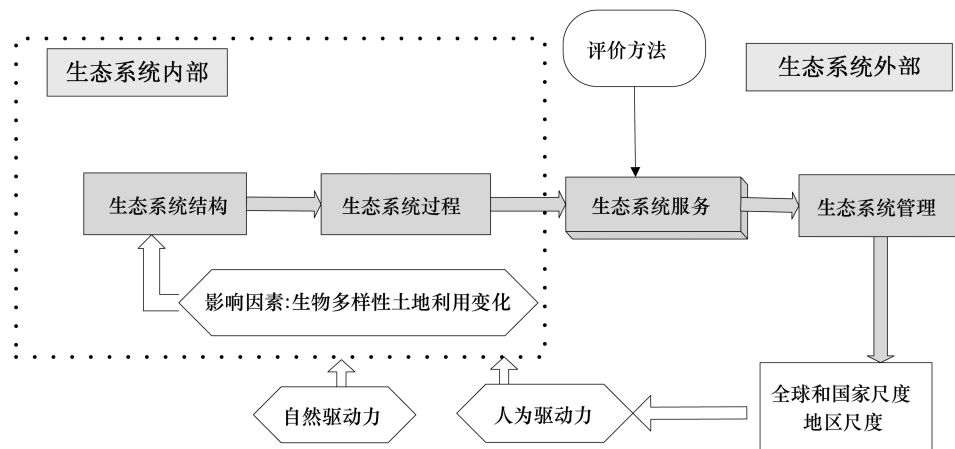 生态系统内部
评价方法
生态系统外部
生态系统结构
生态系统过程
生态系统服务
生态系统管理
影响因素:生物多样性土地利用变化
自然驱动力
人为驱动力
全球和国家尺度
地区尺度